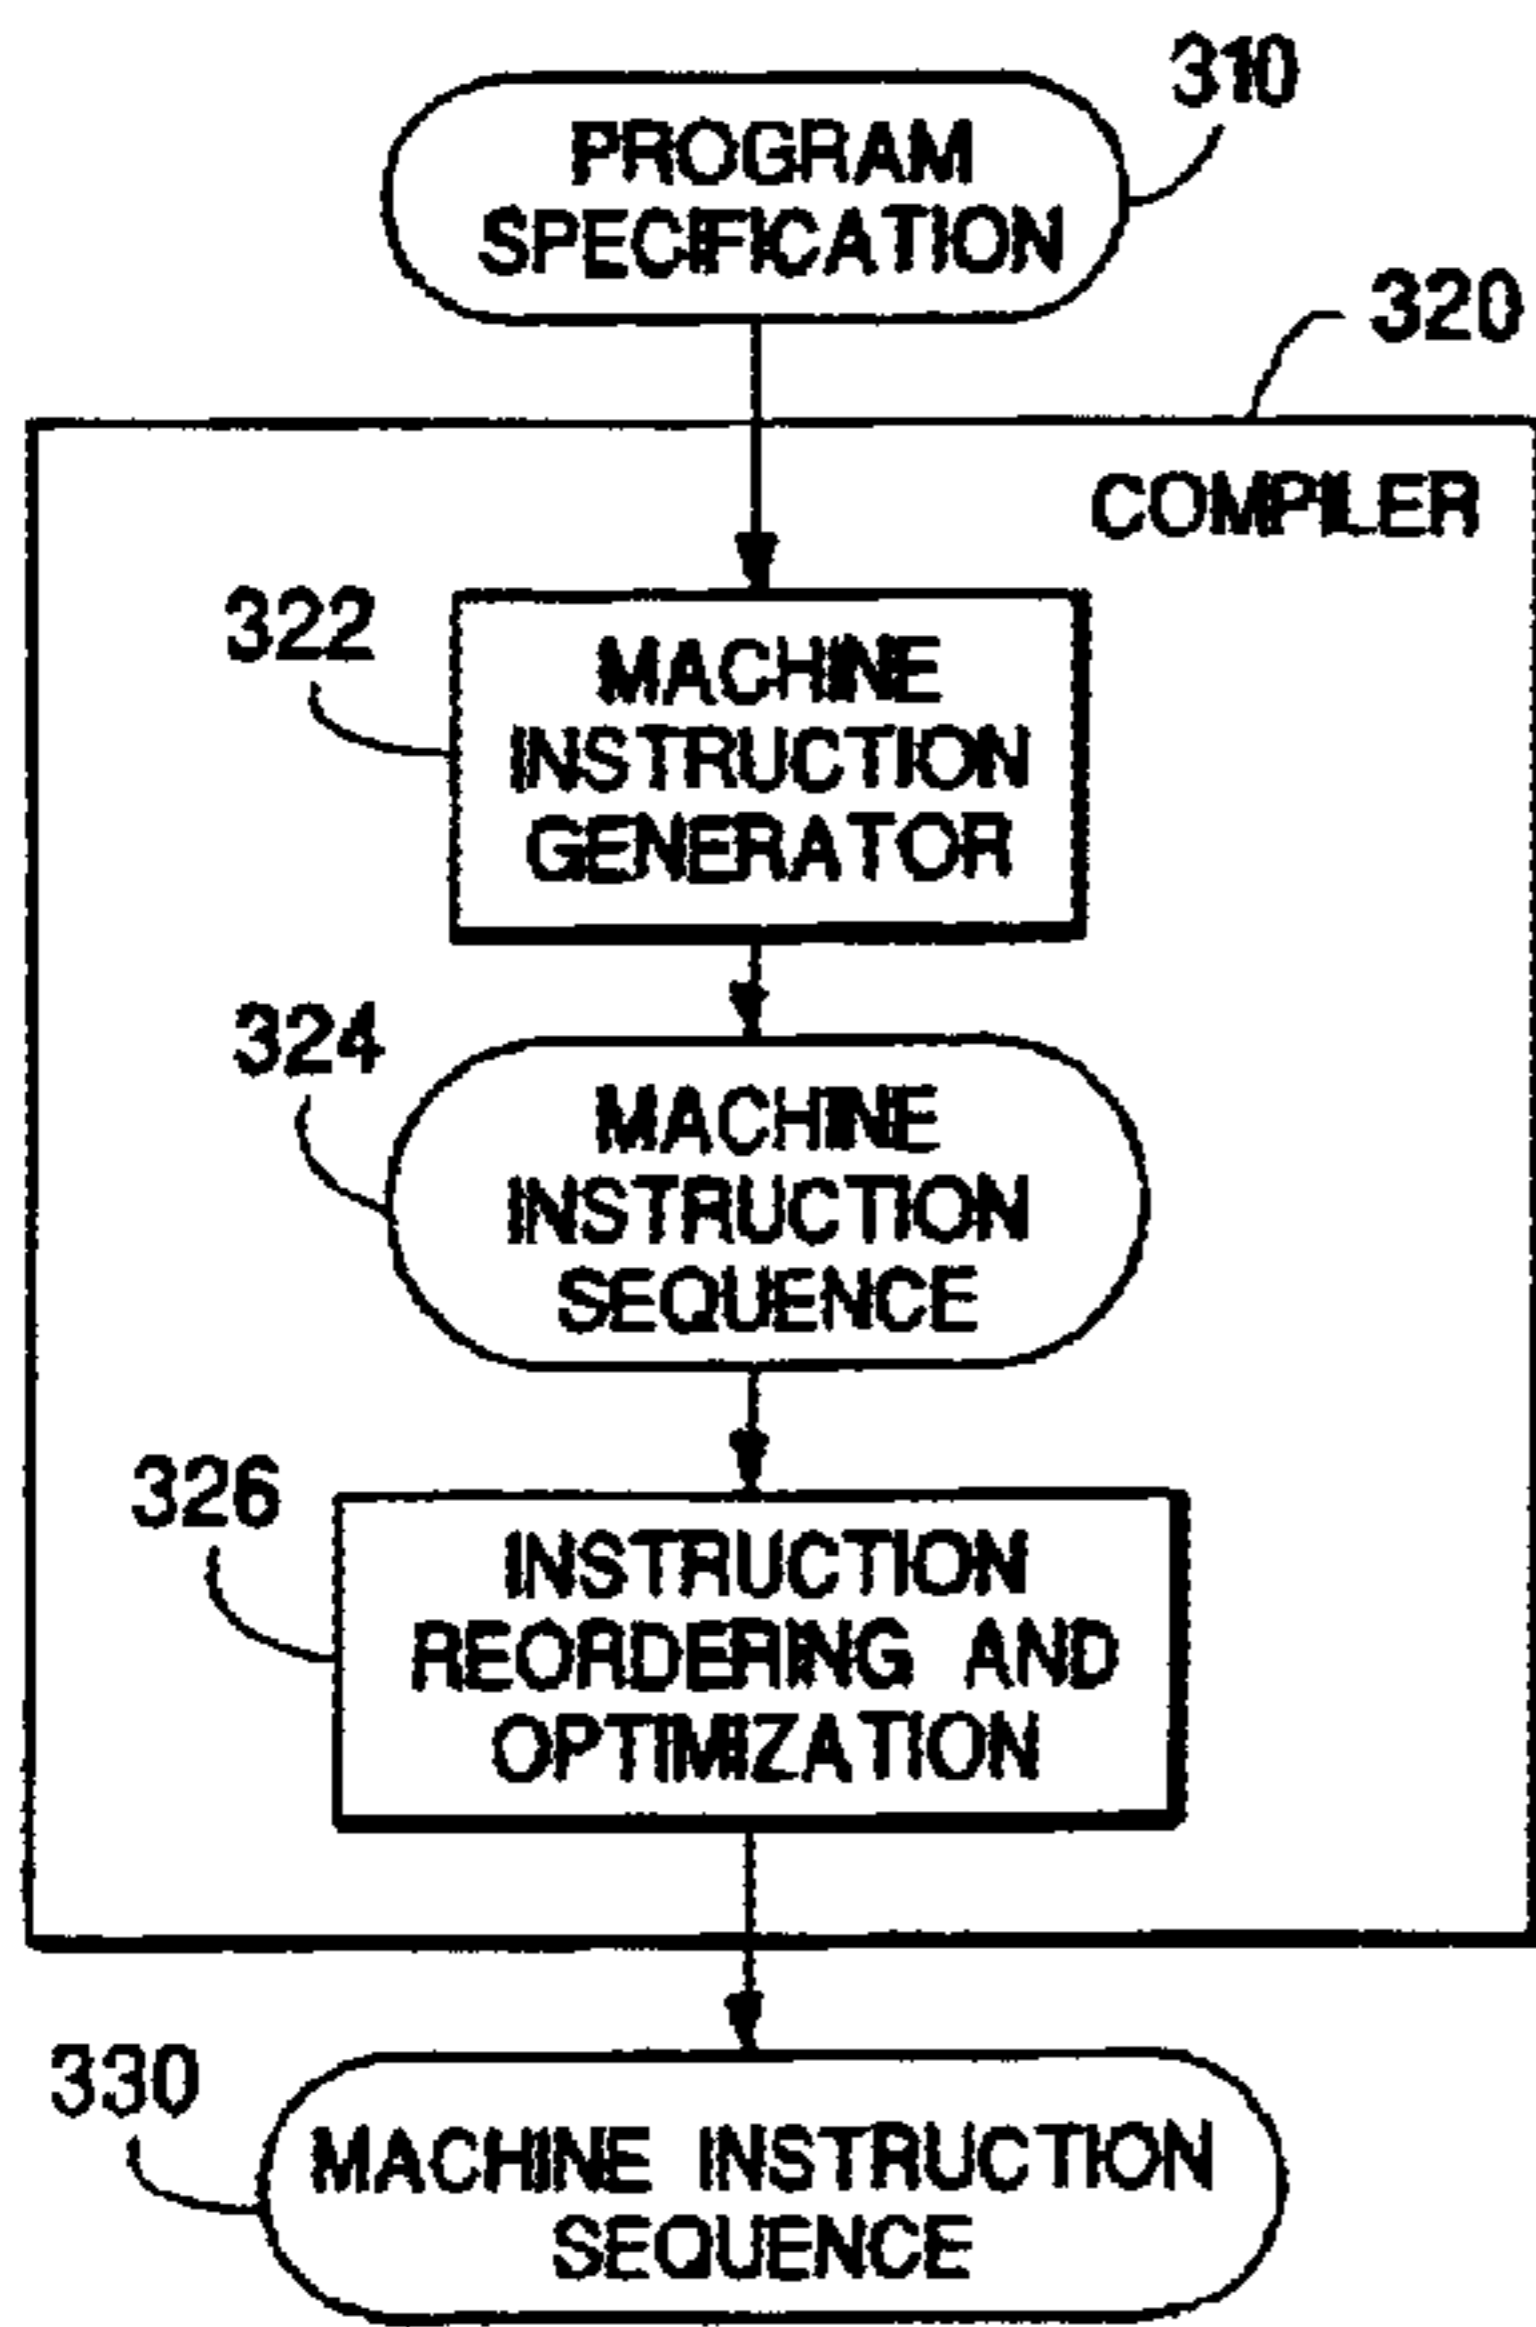 310
PROGRAM
SPECIFICATION
320
COMPILER
322
MACHINE
INSTRUCTION
GENERATOR
324
MACHINE
INSTRUCTION
SEQUENCE
326
INSTRUCTION
REORDERING AND
OPTIMIZATION
330
MACHINE INSTRUCTION
SEQUENCE